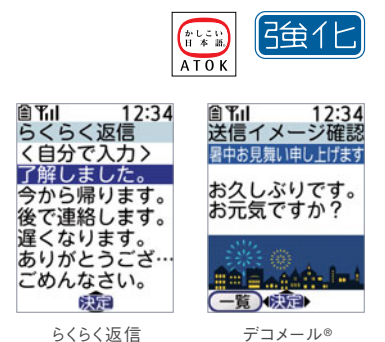 かしこい
日本語
ATOK
強化
12:34
らくらく返信
<自分で入力>
了解しました。
今から帰ります。
後で連絡します。
遅くなります。
ありがとうござ…
ごめんなさい。
決定
らくらく返信
12:34
送信イメージ確認
暑中お見舞い申し上げます
お久しぶりです。
お元気ですか?
一覧
決定
デコメール®